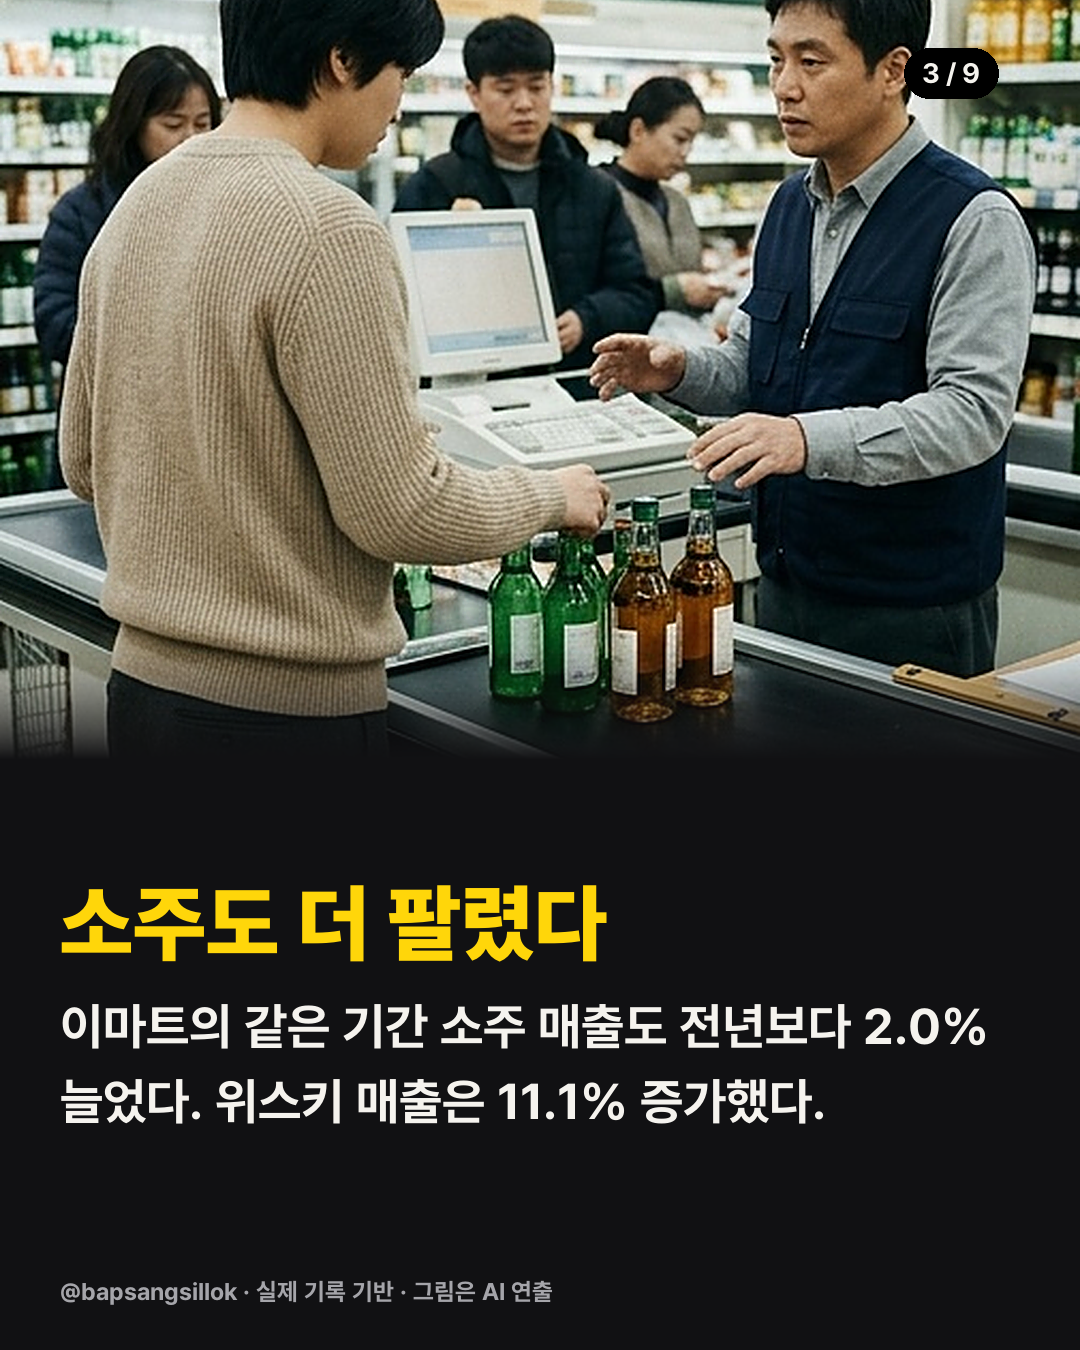 3 / 9
소주도 더 팔렸다
이마트의 같은 기간 소주 매출도 전년보다 2.0%
늘었다. 위스키 매출은 11.1% 증가했다.
@bapsangsillok · 실제 기록 기반 · 그림은 AI 연출